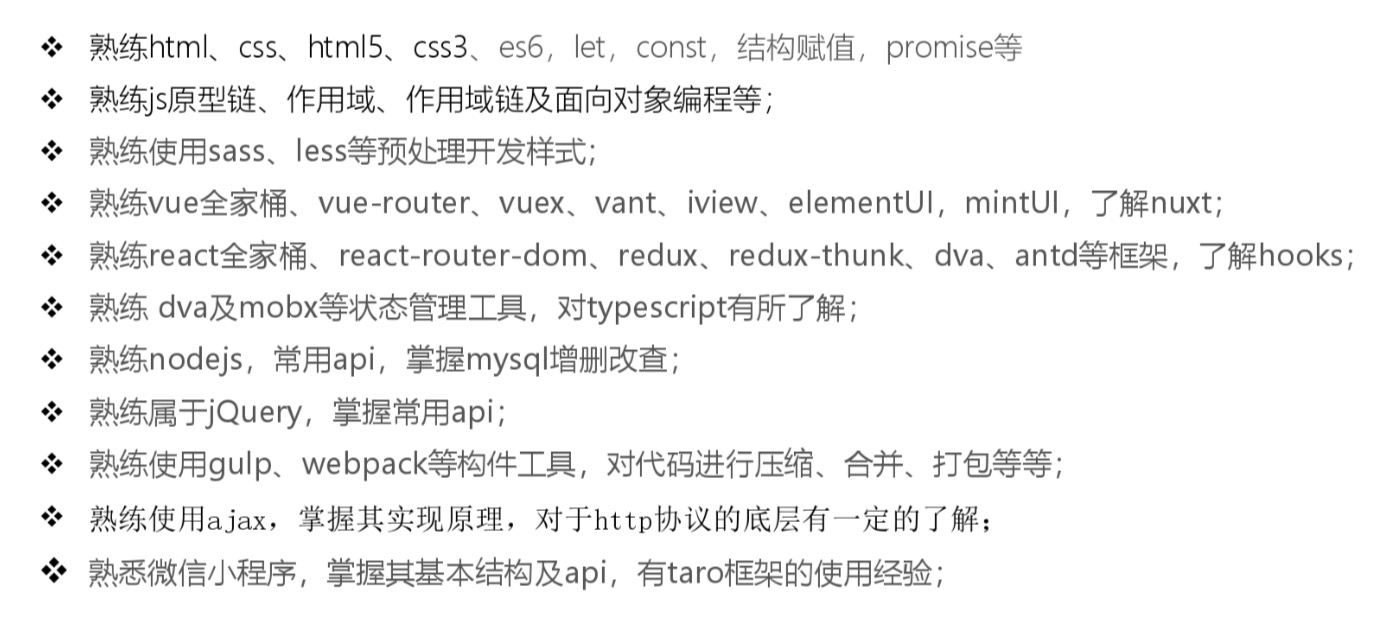 ❖ 熟练html、css、html5、css3、es6，let，const，结构赋值，promise等
❖ 熟练js原型链、作用域、作用域链及面向对象编程等；
❖ 熟练使用sass、less等预处理开发样式；
❖ 熟练vue全家桶、vue-router、vuex、vant、iview、elementUI，mintUI，了解nuxt；
❖ 熟练react全家桶、react-router-dom、redux、redux-thunk、dva、antd等框架，了解hooks；
❖ 熟练 dva及mobx等状态管理工具，对typescript有所了解；
❖ 熟练nodejs，常用api，掌握mysql增删改查；
❖ 熟练属于jQuery，掌握常用api；
❖ 熟练使用gulp、webpack等构件工具，对代码进行压缩、合并、打包等等；
❖ 熟练使用ajax，掌握其实现原理，对于http协议的底层有一定的了解；
❖ 熟悉微信小程序，掌握其基本结构及api，有taro框架的使用经验；